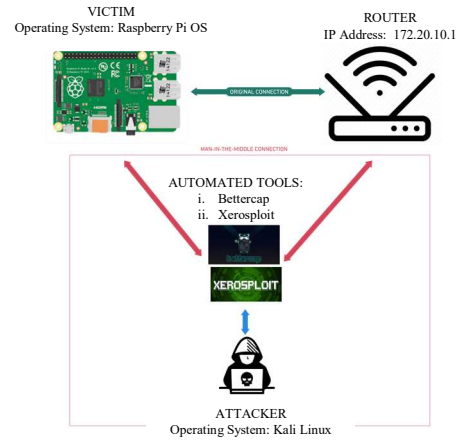 VICTIM
Operating System: Raspberry Pi OS
ROUTER
IP Address: 172.20.10.1
ORIGINAL CONNECTION
MAN-IN-THE-MIDDLE CONNECTION
AUTOMATED TOOLS:
i. Bettercap
ii. Xerosploit
bettercap
XEROSPLOIT
ATTACKER
Operating System: Kali Linux